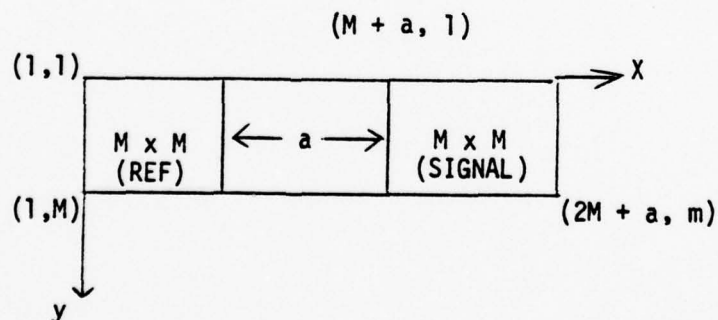 (M + a, 1)
(1,1)
X
M x M
(REF)
a
M x M
(SIGNAL)
(1,M)
(2M + a, m)
y